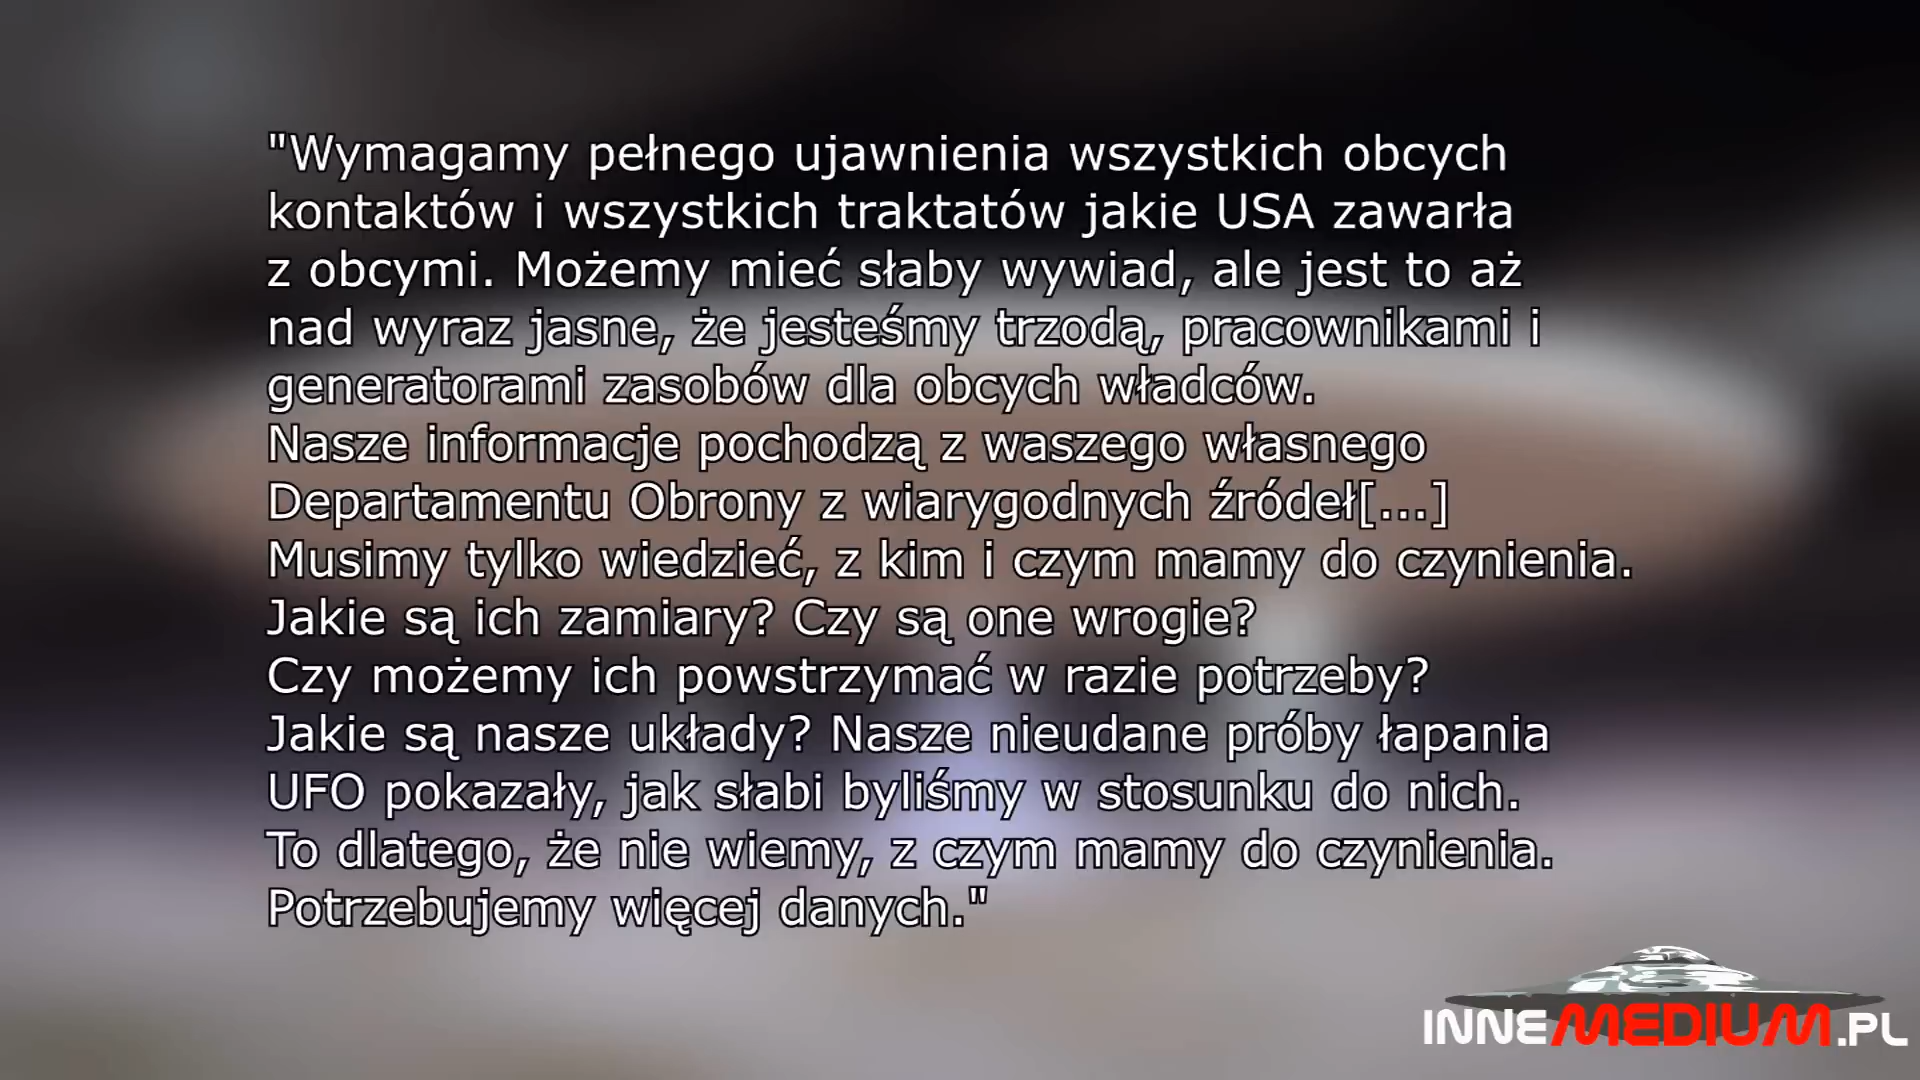 "Wymagamy pełnego ujawnienia wszystkich obcych
kontaktów i wszystkich traktatów jakie USA zawarła
z obcymi. Możemy mieć słaby wywiad, ale jest to aż
nad wyraz jasne, że jesteśmy trzodą, pracownikami i
generatorami zasobów dla obcych władców.
Nasze informacje pochodzą z waszego własnego
Departamentu Obrony z wiarygodnych źródeł[...]
Musimy tylko wiedzieć, z kim i czym mamy do czynienia.
Jakie są ich zamiary? Czy są one wrogie?
Czy możemy ich powstrzymać w razie potrzeby?
Jakie są nasze układy? Nasze nieudane próby łapania
UFO pokazały, jak słabi byliśmy w stosunku do nich.
To dlatego, że nie wiemy, z czym mamy do czynienia.
Potrzebujemy więcej danych."
INNEMEDIUM.PL